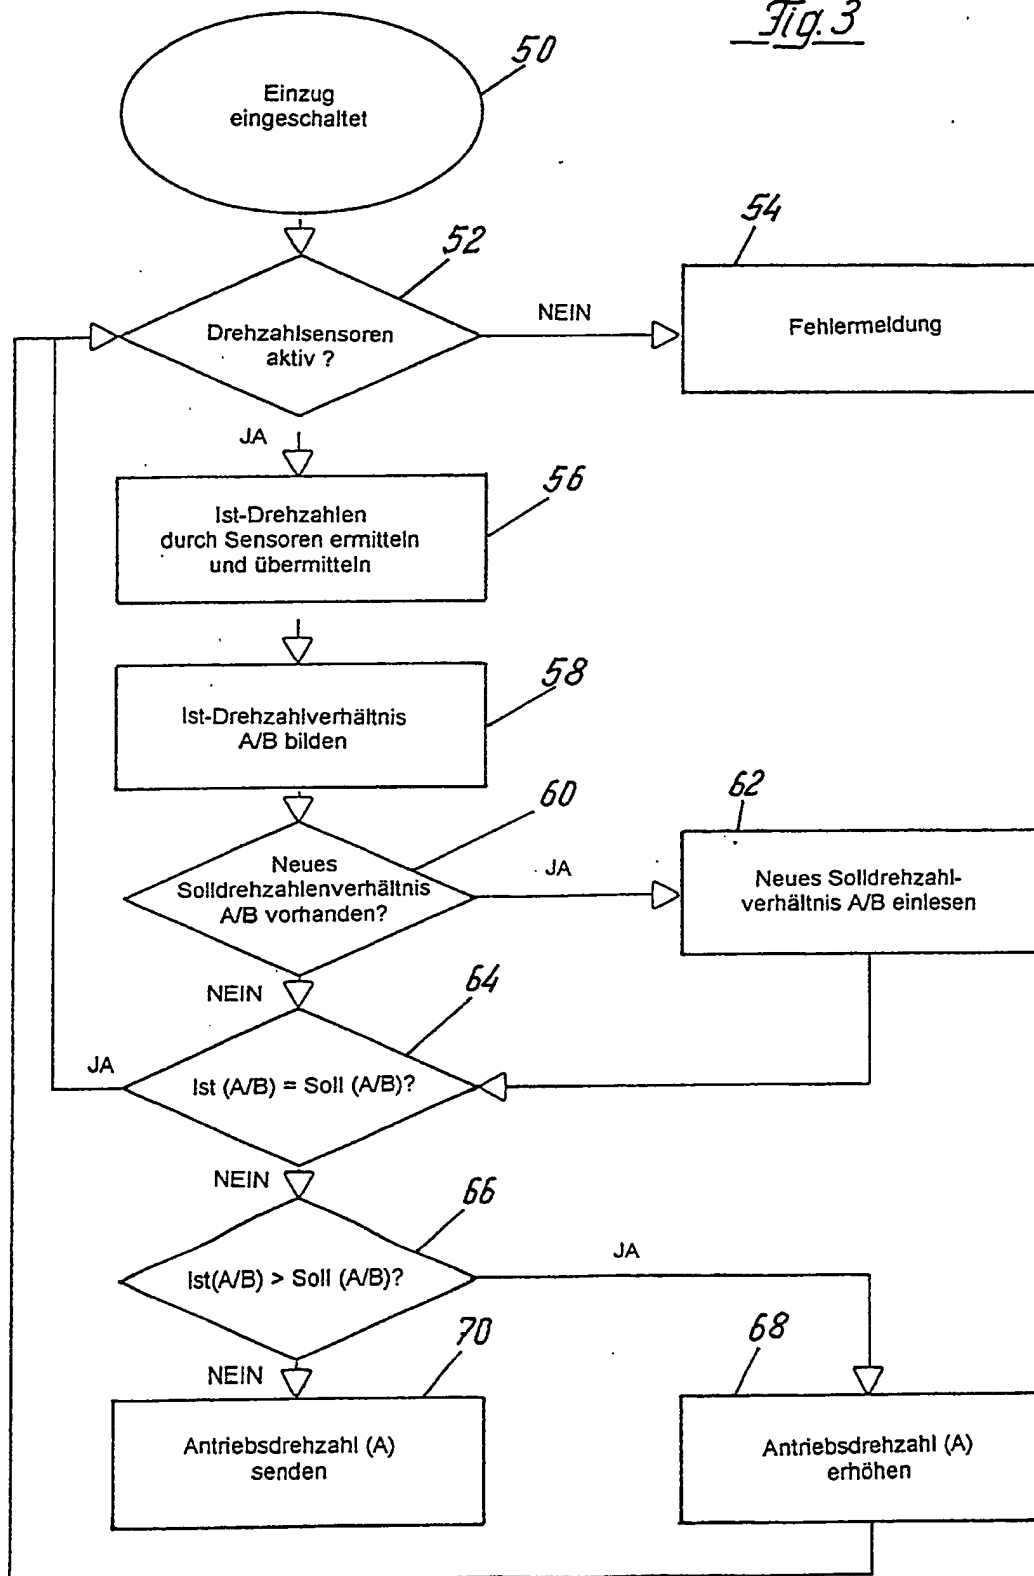 Fig. 3
50
Einzug
eingeschaltet
52
54
Drehzahlsensoren
aktiv ?
NEIN
Fehlermeldung
JA
56
Ist-Drehzahlen
durch Sensoren ermitteln
und übermitteln
58
Ist-Drehzahlverhältnis
A/B bilden
60
62
Neues
Solldrehzahlenverhältnis
A/B vorhanden?
JA
Neues Solldrehzahl-
verhältnis A/B einlesen
NEIN
64
JA
Ist (A/B) = Soll (A/B)?
NEIN
66
JA
Ist(A/B) > Soll (A/B)?
70
68
NEIN
Antriebsdrehzahl (A)
senden
Antriebsdrehzahl (A)
erhöhen